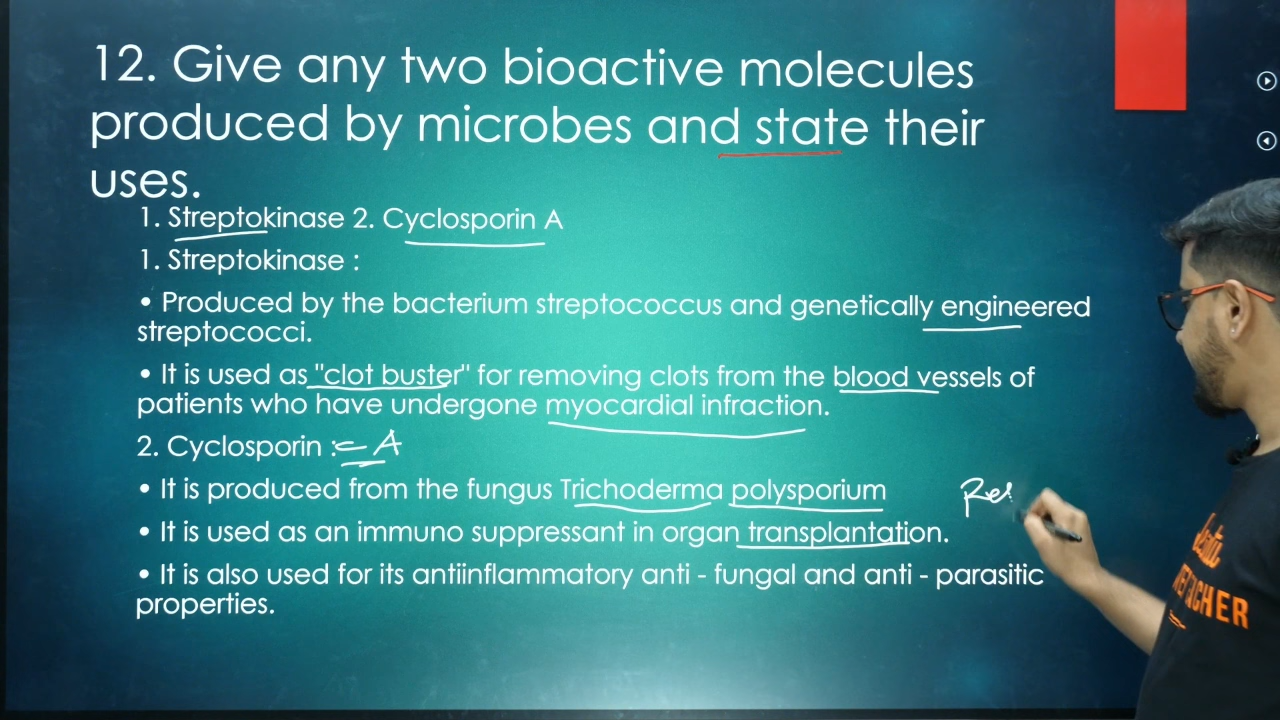 12. Give any two bioactive molecules
produced by microbes and state their
uses.
1. Streptokinase 2. Cyclosporin A
1. Streptokinase :
• Produced by the bacterium streptococcus and genetically engineered
streptococci.
• It is used as "clot buster" for removing clots from the blood vessels of
patients who have undergone myocardial infraction.
2. Cyclosporin : - A
• It is produced from the fungus Trichoderma polysporium
• It is used as an immuno suppressant in organ transplantation.
• It is also used for its antiinflammatory anti - fungal and anti - parasitic
properties.